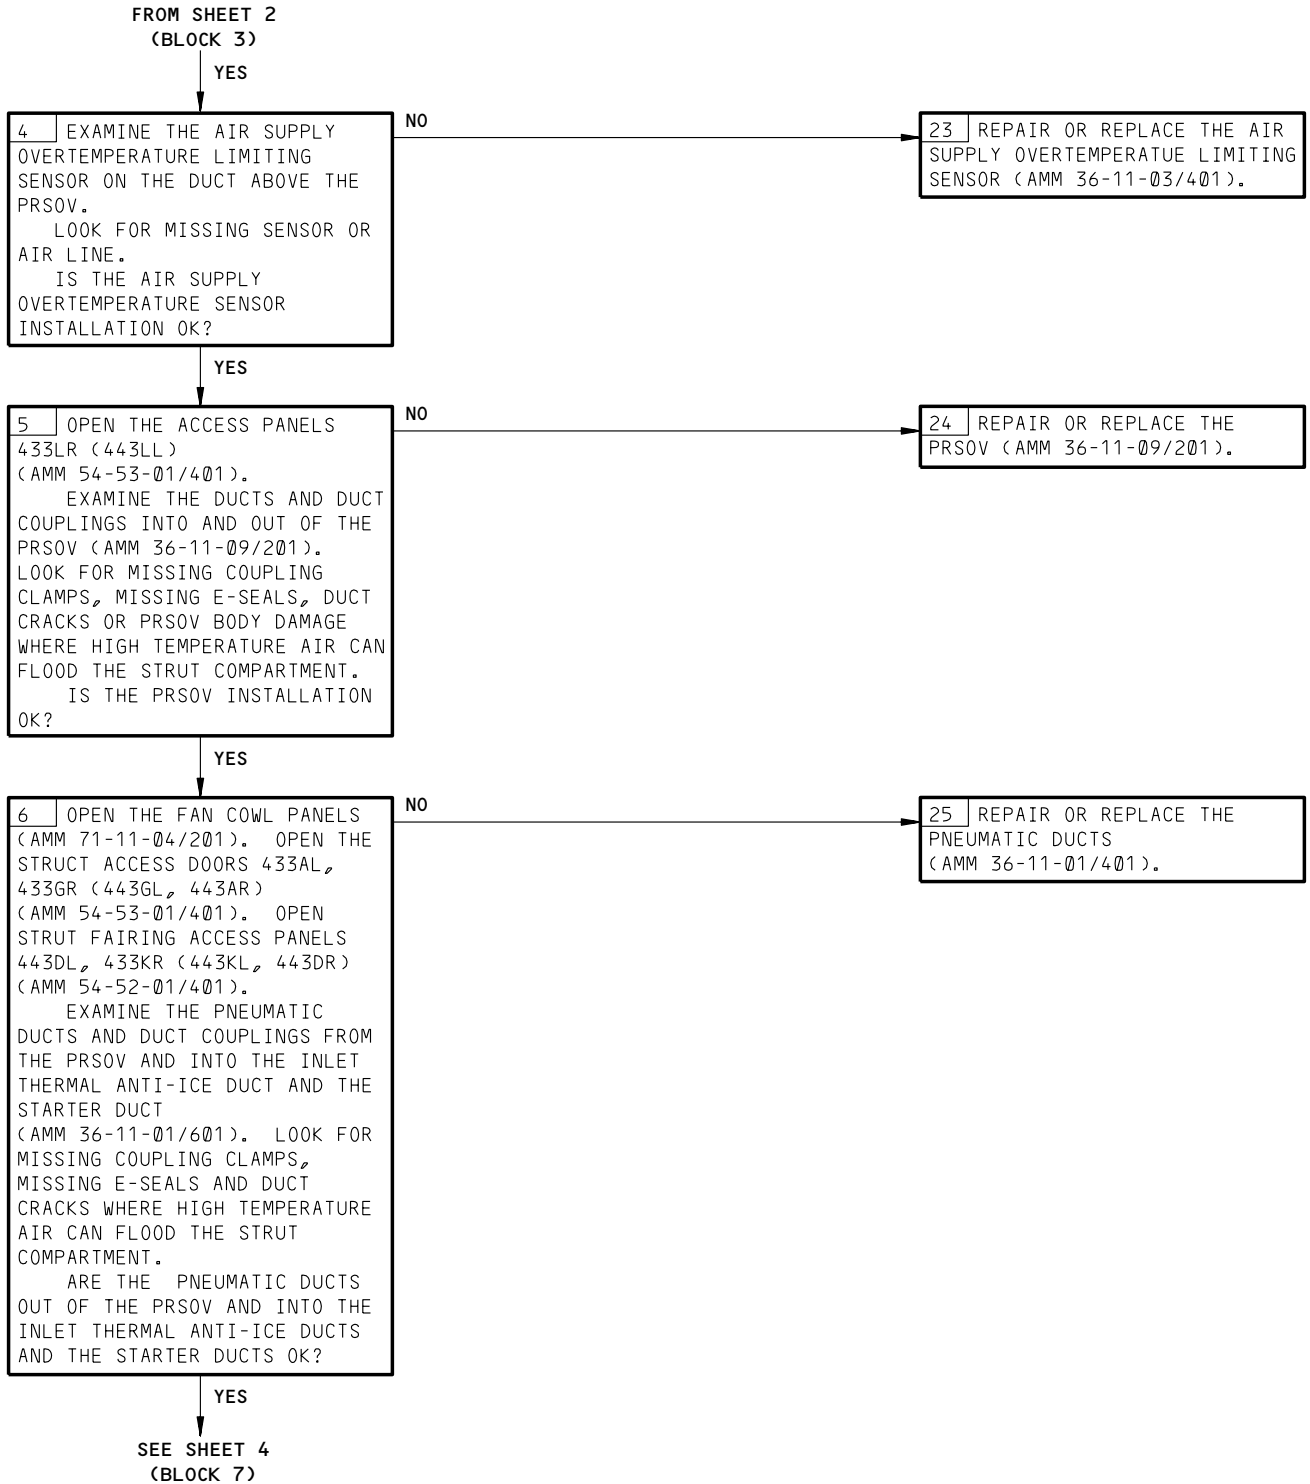 FROM SHEET 2
(BLOCK 3)
YES
4 EXAMINE THE AIR SUPPLY
OVERTEMPERATURE LIMITING
SENSOR ON THE DUCT ABOVE THE
PRSOV.
LOOK FOR MISSING SENSOR OR
AIR LINE.
IS THE AIR SUPPLY
OVERTEMPERATURE SENSOR
INSTALLATION OK?
NO
23 REPAIR OR REPLACE THE AIR
SUPPLY OVERTEMPERATUE LIMITING
SENSOR (AMM 36-11-03/401).
YES
5 OPEN THE ACCESS PANELS
433LR (443LL)
(AMM 54-53-01/401).
EXAMINE THE DUCTS AND DUCT
COUPLINGS INTO AND OUT OF THE
PRSOV (AMM 36-11-09/201).
LOOK FOR MISSING COUPLING
CLAMPS, MISSING E-SEALS, DUCT
CRACKS OR PRSOV BODY DAMAGE
WHERE HIGH TEMPERATURE AIR CAN
FLOOD THE STRUT COMPARTMENT.
IS THE PRSOV INSTALLATION
OK?
NO
24 REPAIR OR REPLACE THE
PRSOV (AMM 36-11-09/201).
YES
6 OPEN THE FAN COWL PANELS
(AMM 71-11-04/201). OPEN THE
STRUCT ACCESS DOORS 433AL,
433GR (443GL, 443AR)
(AMM 54-53-01/401). OPEN
STRUT FAIRING ACCESS PANELS
443DL, 433KR (443KL, 443DR)
(AMM 54-52-01/401).
EXAMINE THE PNEUMATIC
DUCTS AND DUCT COUPLINGS FROM
THE PRSOV AND INTO THE INLET
THERMAL ANTI-ICE DUCT AND THE
STARTER DUCT
(AMM 36-11-01/601). LOOK FOR
MISSING COUPLING CLAMPS,
MISSING E-SEALS AND DUCT
CRACKS WHERE HIGH TEMPERATURE
AIR CAN FLOOD THE STRUT
COMPARTMENT.
ARE THE PNEUMATIC DUCTS
OUT OF THE PRSOV AND INTO THE
INLET THERMAL ANTI-ICE DUCTS
AND THE STARTER DUCTS OK?
NO
25 REPAIR OR REPLACE THE
PNEUMATIC DUCTS
(AMM 36-11-01/401).
YES
SEE SHEET 4
(BLOCK 7)